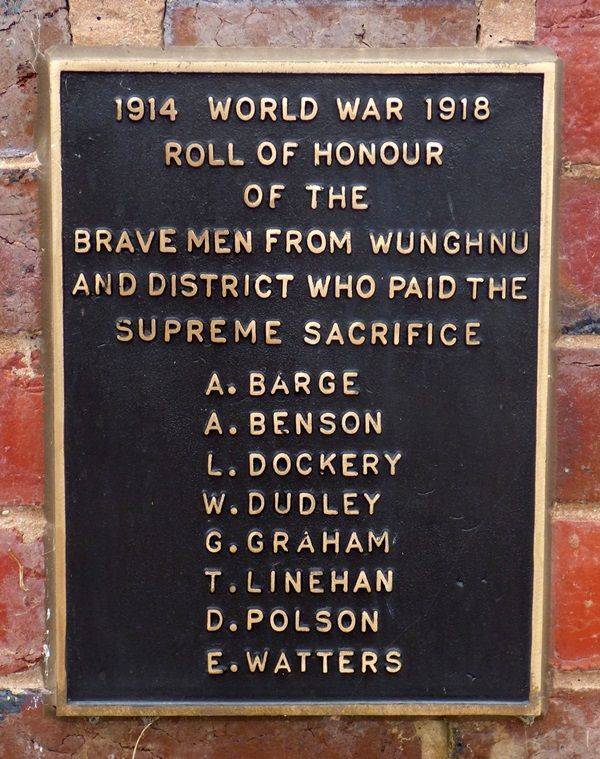 1914 WORLD WAR 1918
ROLL OF HONOUR
OF THE
BRAVE MEN FROM WUNGHNU
AND DISTRICT WHO PAID THE
SUPREME SACRIFICE
A. BARGE
A. BENSON
L. DOCKERY
W. DUDLEY
G. GRAHAM
T. LINEHAN
D. POLSON
E. WATTERS